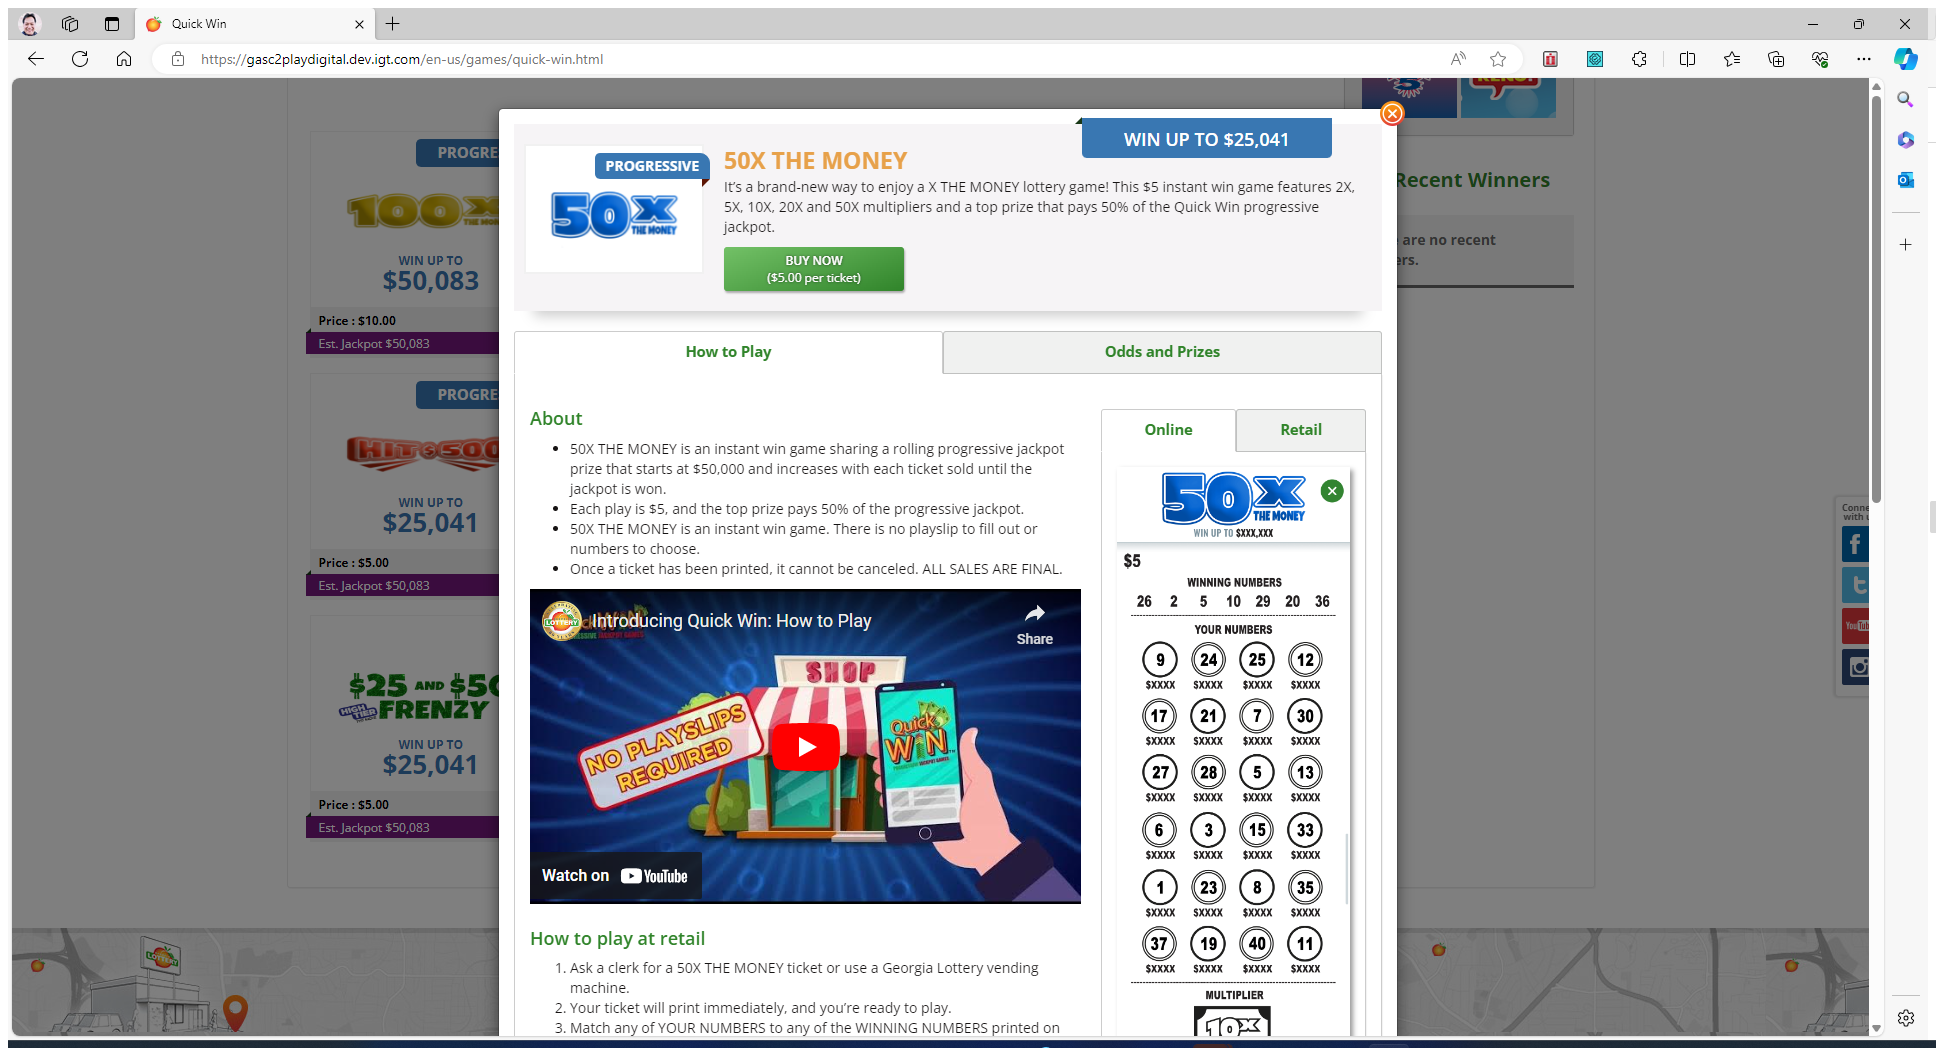 Quick Win
https://gasc2playdigital.dev.igt.com/en-us/games/quick-win.html
PROGRE
100X
WIN UP TO
$50,083
Price : $10.00
Est. Jackpot $50,083
PROGRE
HIT $500
WIN UP TO
$25,041
Price : $5.00
Est. Jackpot $50,083
$25 AND $50
HIGH TIER
FRENZY
WIN UP TO
$25,041
Price : $5.00
Est. Jackpot $50,083
WIN UP TO $25,041
PROGRESSIVE
50X
THE MONEY
50X THE MONEY
It's a brand-new way to enjoy a X THE MONEY lottery game! This $5 instant win game features 2X,
5X, 10X, 20X and 50X multipliers and a top prize that pays 50% of the Quick Win progressive
jackpot.
BUY NOW
($5.00 per ticket)
How to Play
Odds and Prizes
About
• 50X THE MONEY is an instant win game sharing a rolling progressive jackpot
prize that starts at $50,000 and increases with each ticket sold until the
jackpot is won.
• Each play is $5, and the top prize pays 50% of the progressive jackpot.
• 50X THE MONEY is an instant win game. There is no playslip to fill out or
numbers to choose.
• Once a ticket has been printed, it cannot be canceled. ALL SALES ARE FINAL.
LOTTERY
Introducing Quick Win: How to Play
Share
SHOP
NO PLAYSLIPS
REQUIRED
Quick
WIN
Watch on YouTube
How to play at retail
1. Ask a clerk for a 50X THE MONEY ticket or use a Georgia Lottery vending
machine.
2. Your ticket will print immediately, and you're ready to play.
3. Match any of YOUR NUMBERS to any of the WINNING NUMBERS printed on
Online
Retail
50X
THE MONEY
WIN UP TO $XXX,XXX
$5
WINNING NUMBERS
26 2 5 10 29 20 36
YOUR NUMBERS
9 24 25 12
$XXXX $XXXX $XXXX $XXXX
17 21 7 30
$XXXX $XXXX $XXXX $XXXX
27 28 5 13
$XXXX $XXXX $XXXX $XXXX
6 3 15 33
$XXXX $XXXX $XXXX $XXXX
1 23 8 35
$XXXX $XXXX $XXXX $XXXX
37 19 40 11
$XXXX $XXXX $XXXX $XXXX
MULTIPLIER
10X
KENO!
Recent Winners
are no recent
ers.
Conne
with u
YouTub
LOTTERY